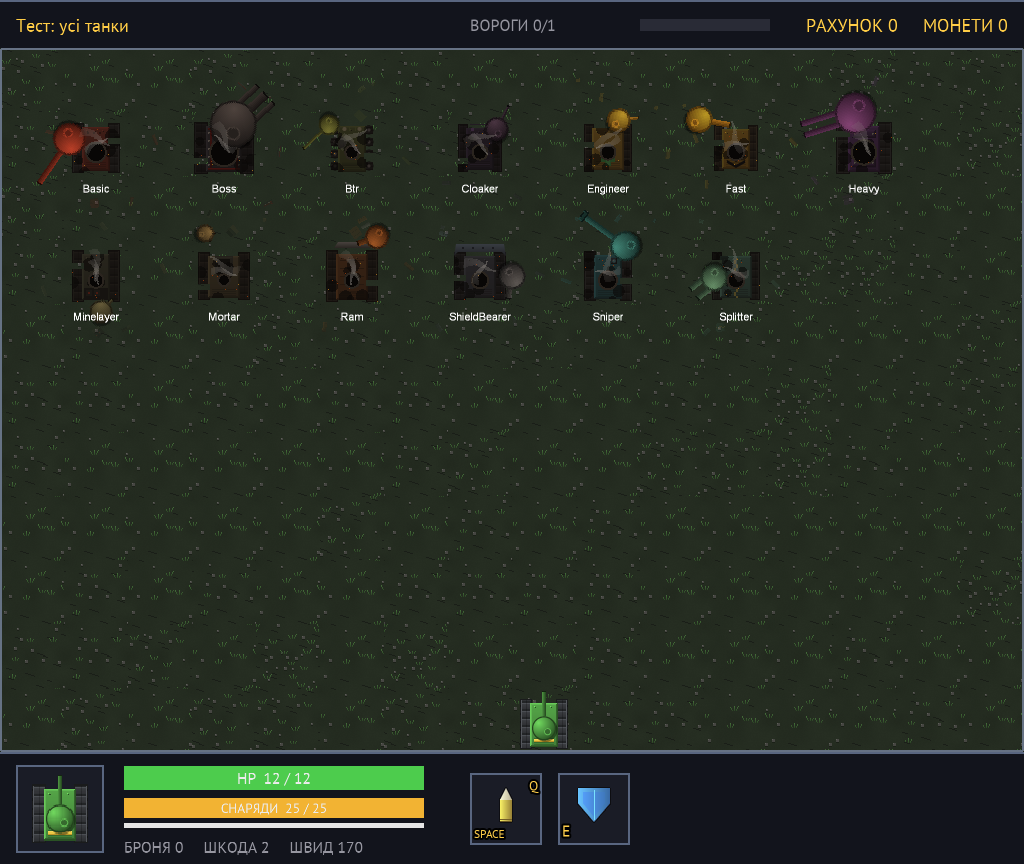 Тест: усі танки
ВОРОГИ 0/1
РАХУНОК 0
МОНЕТИ 0
Basic
Boss
Btr
Cloaker
Engineer
Fast
Heavy
Minelayer
Mortar
Ram
ShieldBearer
Sniper
Splitter
HP 12 / 12
СНАРЯДИ 25 / 25
БРОНЯ 0
ШКОДА 2
ШВИД 170
Q
SPACE
E